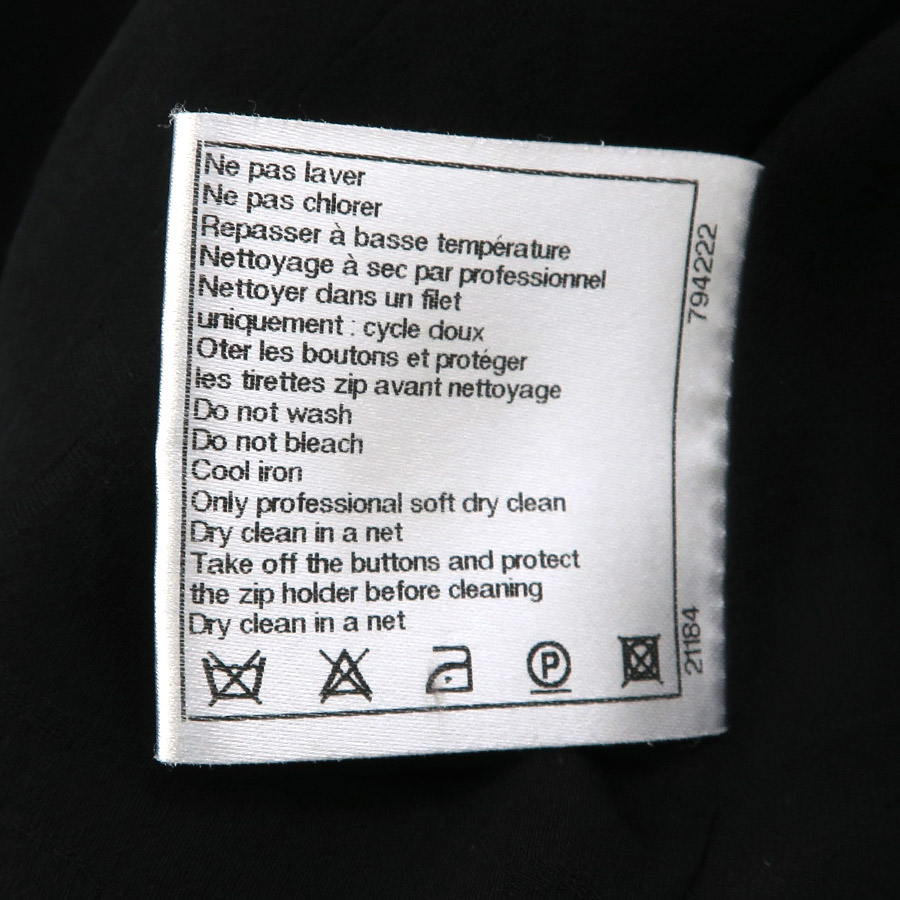 Ne pas laver
Ne pas chlorer
Repasser à basse température
Nettoyage à sec par professionnel
Nettoyer dans un filet
uniquement : cycle doux
Oter les boutons et protéger
les tirettes zip avant nettoyage
Do not wash
Do not bleach
Cool iron
Only professional soft dry clean
Dry clean in a net
Take off the buttons and protect
the zip holder before cleaning
Dry clean in a net
P
794222
21184